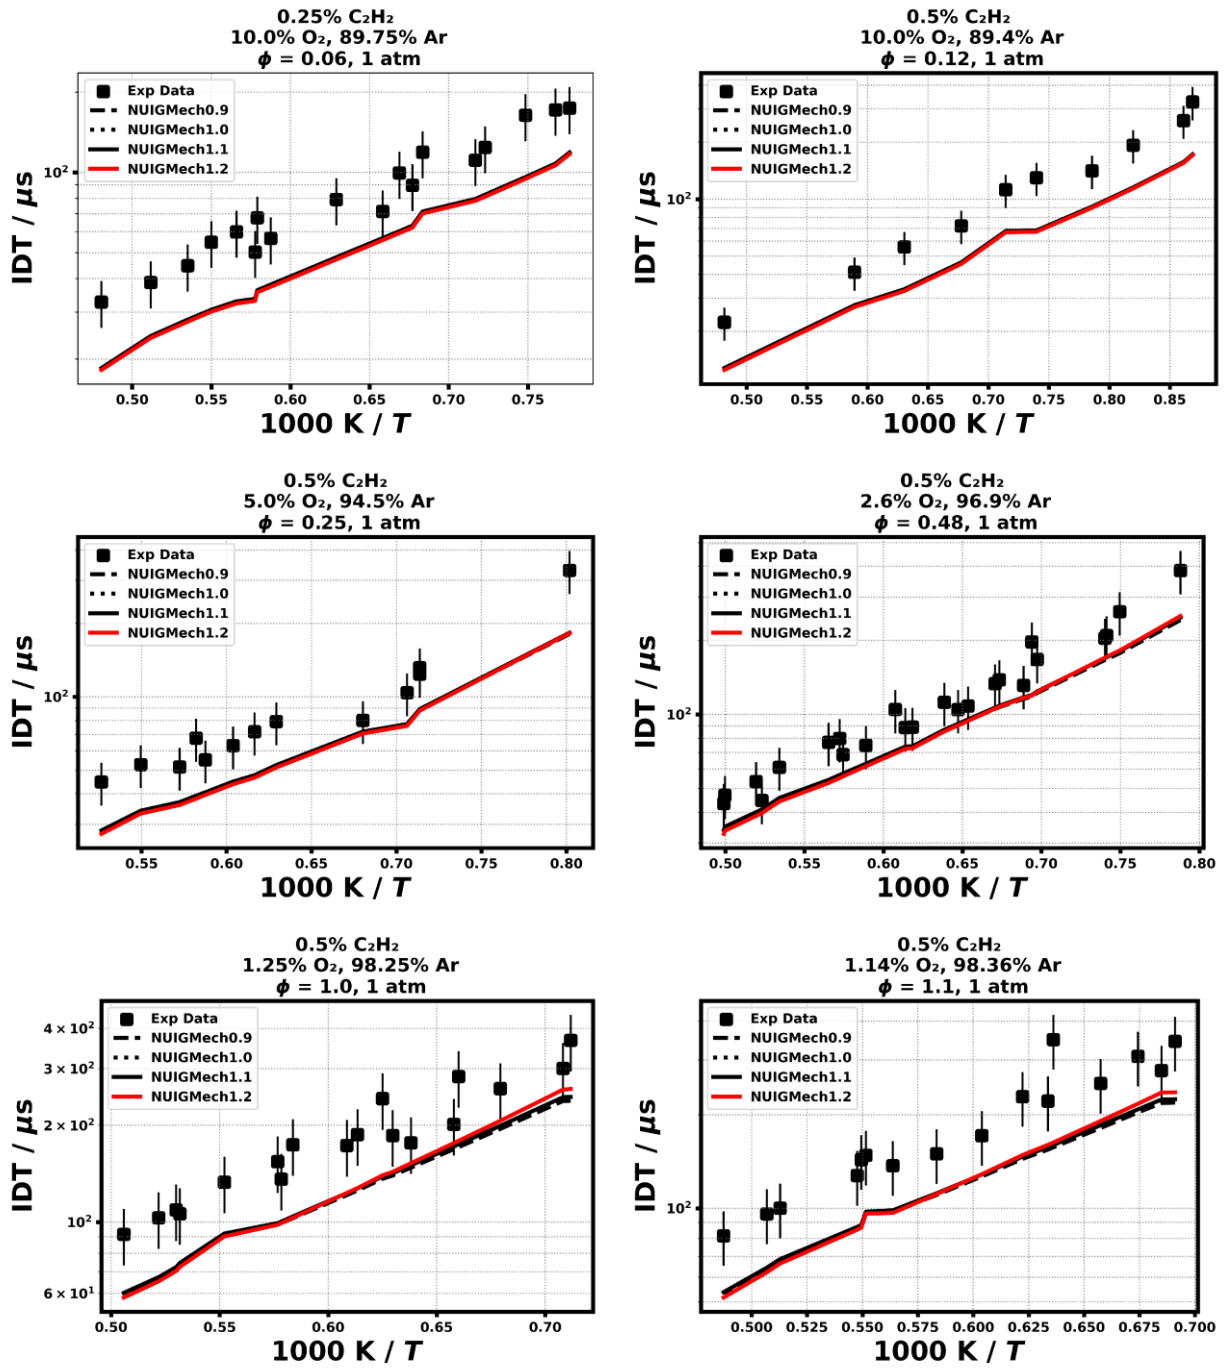 0.25% C₂H₂
10.0% O₂, 89.75% Ar
ϕ = 0.06, 1 atm
Exp Data
NUIGMech0.9
NUIGMech1.0
NUIGMech1.1
NUIGMech1.2
10²
IDT / μs
0.50 0.55 0.60 0.65 0.70 0.75
1000 K / T
0.5% C₂H₂
10.0% O₂, 89.4% Ar
ϕ = 0.12, 1 atm
Exp Data
NUIGMech0.9
NUIGMech1.0
NUIGMech1.1
NUIGMech1.2
10²
IDT / μs
0.50 0.55 0.60 0.65 0.70 0.75 0.80 0.85
1000 K / T
0.5% C₂H₂
5.0% O₂, 94.5% Ar
ϕ = 0.25, 1 atm
Exp Data
NUIGMech0.9
NUIGMech1.0
NUIGMech1.1
NUIGMech1.2
10²
IDT / μs
0.55 0.60 0.65 0.70 0.75 0.80
1000 K / T
0.5% C₂H₂
2.6% O₂, 96.9% Ar
ϕ = 0.48, 1 atm
Exp Data
NUIGMech0.9
NUIGMech1.0
NUIGMech1.1
NUIGMech1.2
10²
IDT / μs
0.50 0.55 0.60 0.65 0.70 0.75 0.80
1000 K / T
0.5% C₂H₂
1.25% O₂, 98.25% Ar
ϕ = 1.0, 1 atm
Exp Data
NUIGMech0.9
NUIGMech1.0
NUIGMech1.1
NUIGMech1.2
4 × 10²
3 × 10²
2 × 10²
10²
6 × 10¹
IDT / μs
0.50 0.55 0.60 0.65 0.70
1000 K / T
0.5% C₂H₂
1.14% O₂, 98.36% Ar
ϕ = 1.1, 1 atm
Exp Data
NUIGMech0.9
NUIGMech1.0
NUIGMech1.1
NUIGMech1.2
10²
IDT / μs
0.500 0.525 0.550 0.575 0.600 0.625 0.650 0.675 0.700
1000 K / T